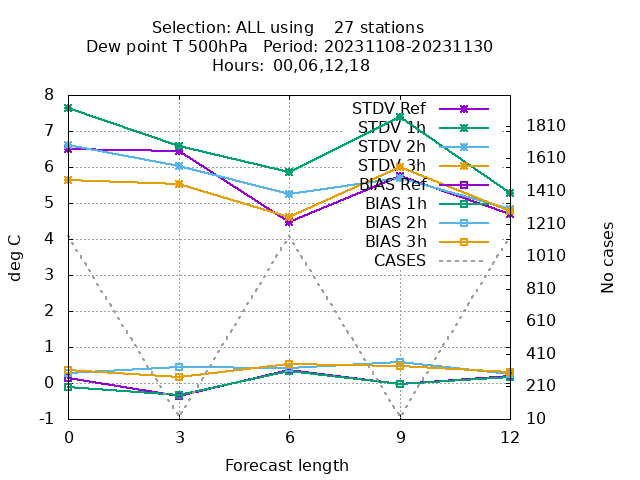 Selection: ALL using    27 stations
Dew point T 500hPa   Period: 20231108-20231130
Hours:  00,06,12,18
STDV Ref
STDV 1h
STDV 2h
STDV 3h
BIAS Ref
BIAS 1h
BIAS 2h
BIAS 3h
CASES
8
7
6
5
4
3
2
1
0
-1
deg C
1810
1610
1410
1210
1010
810
610
410
210
10
No cases
0
3
6
9
12
Forecast length